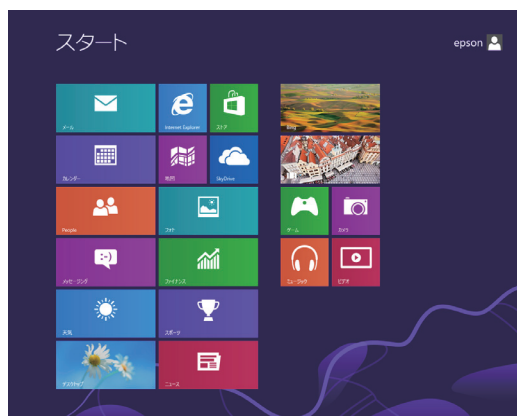 スタート
epson
メール
Internet Explorer
ストア
Bing
カレンダー
地図
SkyDrive
People
フォト
ゲーム
カメラ
メッセージング
ファイナンス
ミュージック
ビデオ
天気
スポーツ
デスクトップ
ニュース